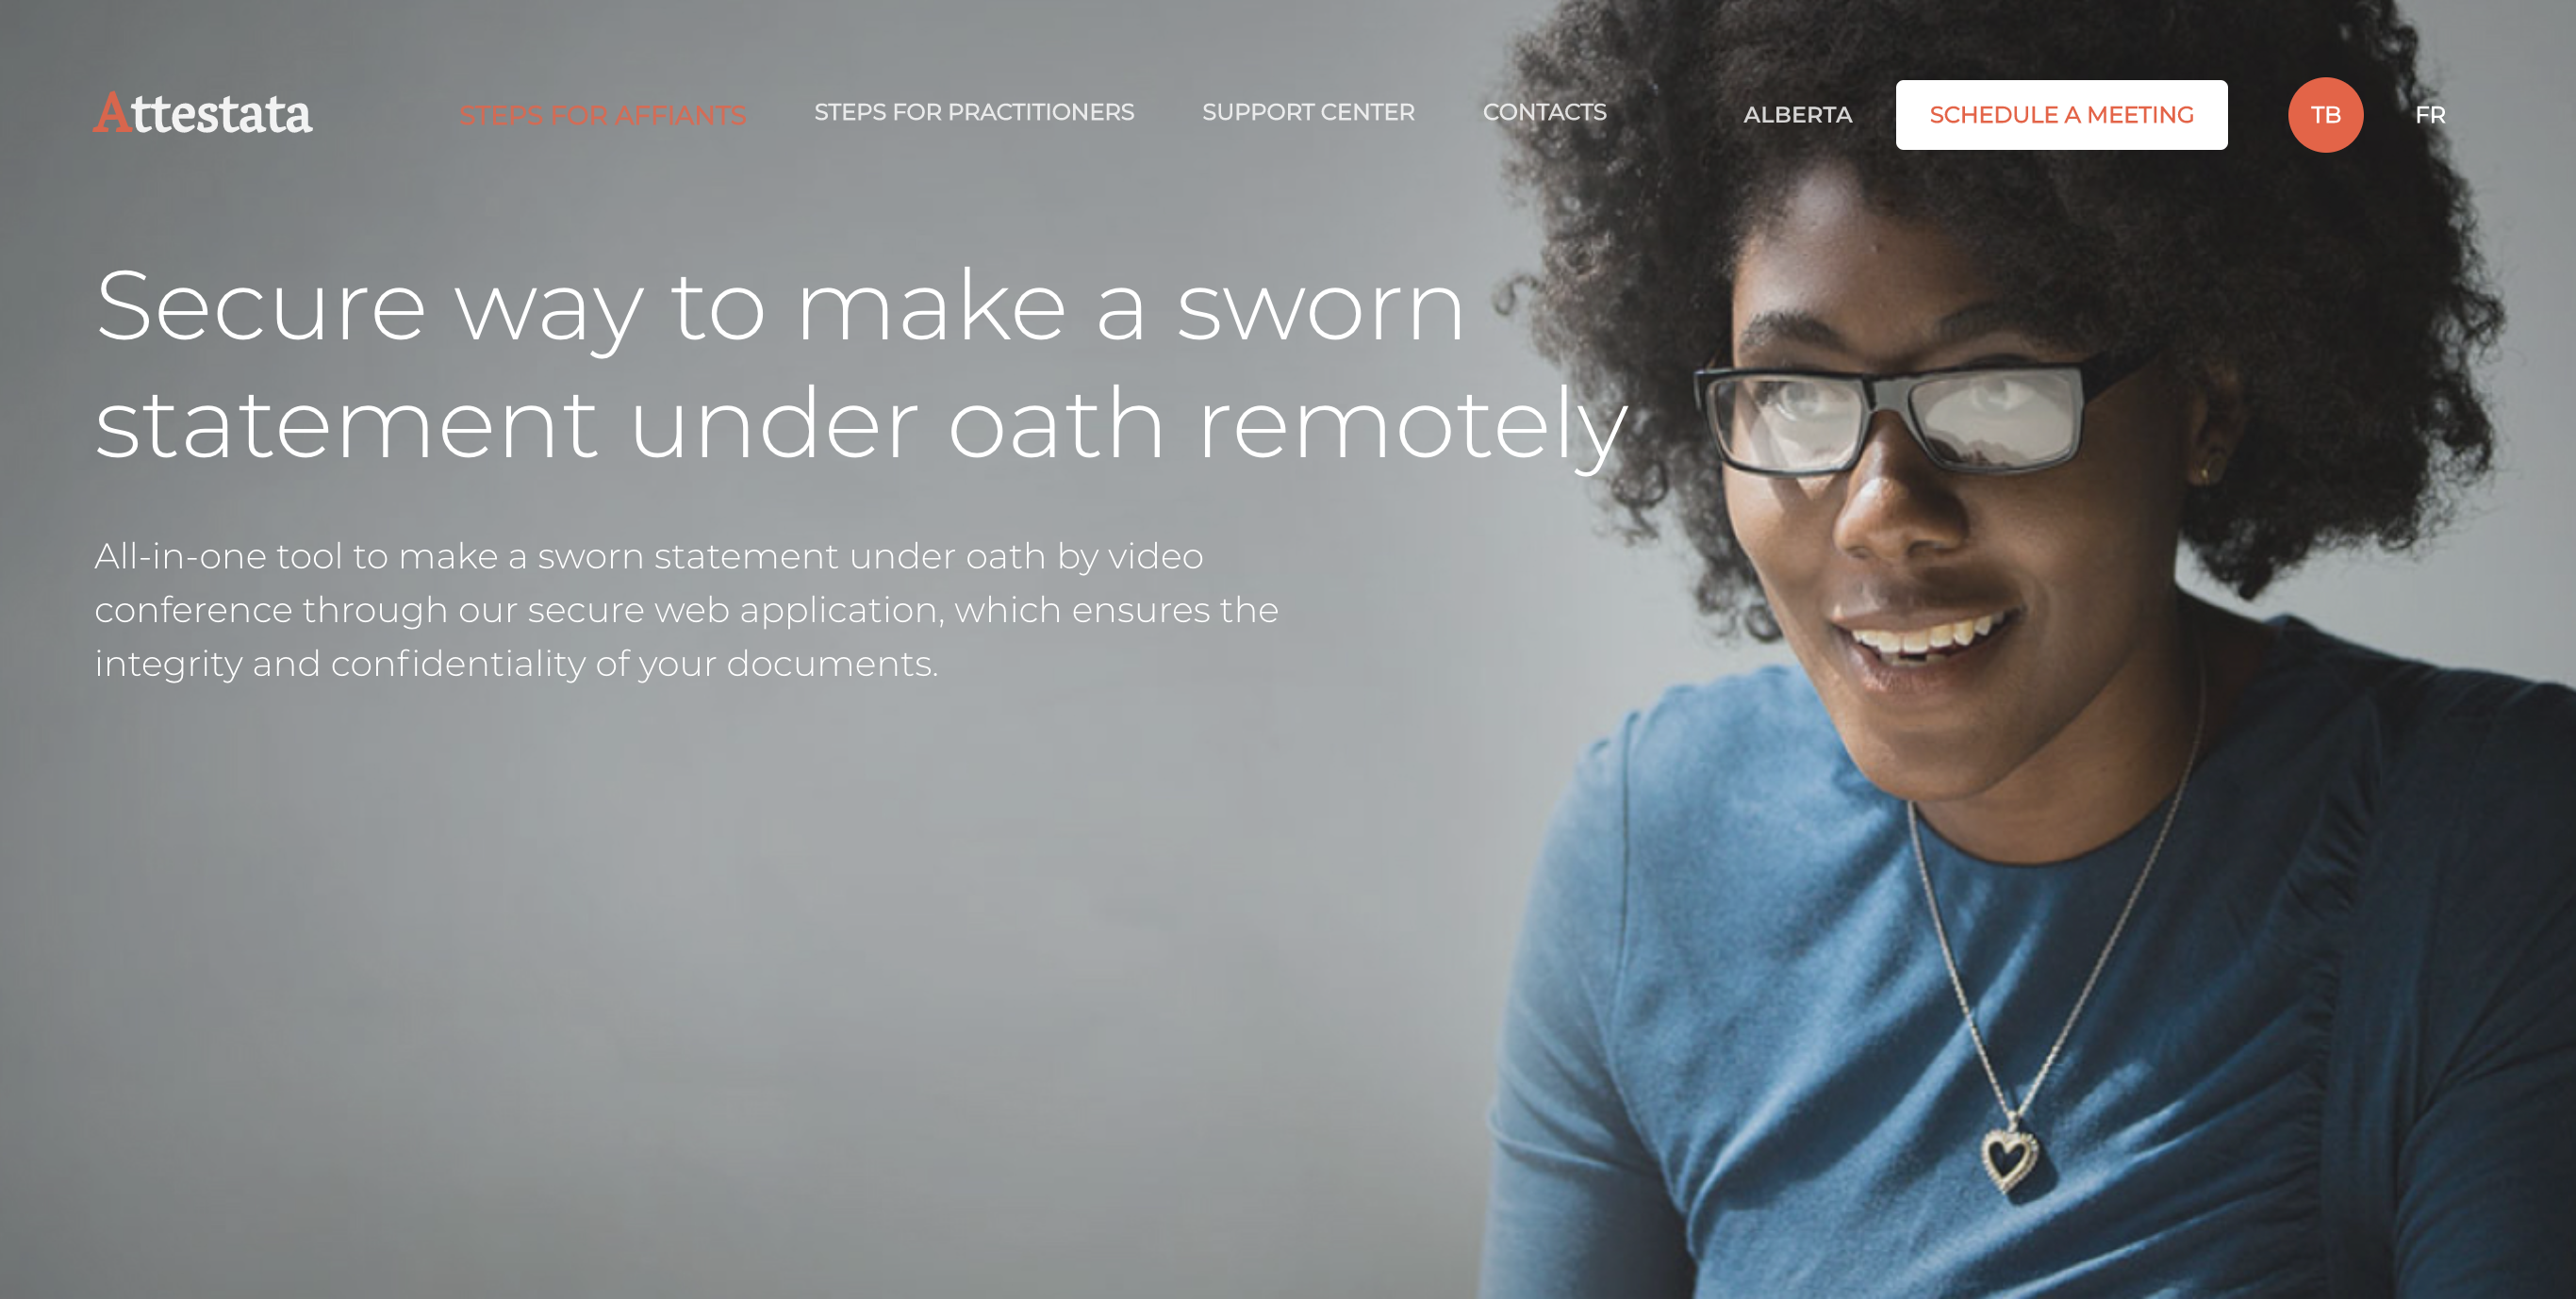 Attestata
STEPS FOR AFFIANTS
STEPS FOR PRACTITIONERS
SUPPORT CENTER
CONTACTS
ALBERTA
SCHEDULE A MEETING
TB
FR
Secure way to make a sworn
statement under oath remotely
All-in-one tool to make a sworn statement under oath by video
conference through our secure web application, which ensures the
integrity and confidentiality of your documents.